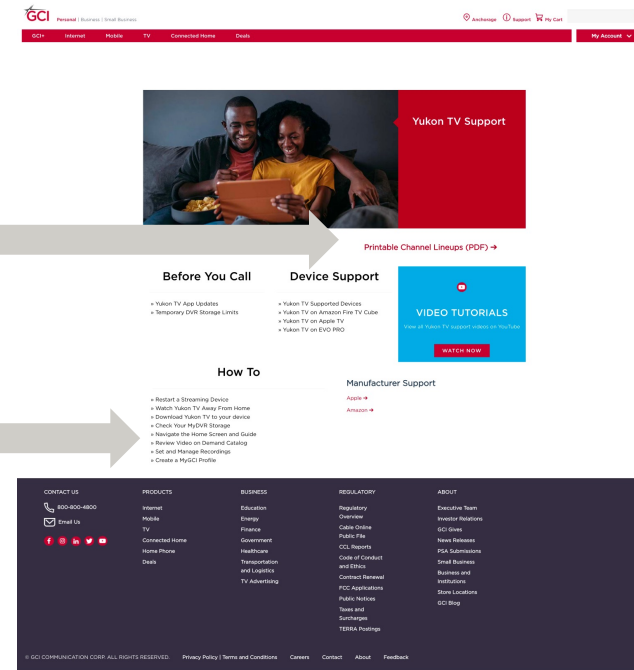 GCI Personal | Business | Small Business
Anchorage Support My Cart
GCI+ Internet Mobile TV Connected Home Deals My Account
Yukon TV Support
Printable Channel Lineups (PDF) →
Before You Call
» Yukon TV App Updates
» Temporary DVR Storage Limits
Device Support
» Yukon TV Supported Devices
» Yukon TV on Amazon Fire TV Cube
» Yukon TV on Apple TV
» Yukon TV on EVO PRO
VIDEO TUTORIALS
View all Yukon TV support videos on YouTube
WATCH NOW
How To
» Restart a Streaming Device
» Watch Yukon TV Away From Home
» Download Yukon TV to your device
» Check Your MyDVR Storage
» Navigate the Home Screen and Guide
» Review Video on Demand Catalog
» Set and Manage Recordings
» Create a MyGCI Profile
Manufacturer Support
Apple →
Amazon →
CONTACT US
800-800-4800
Email Us
PRODUCTS
Internet
Mobile
TV
Connected Home
Home Phone
Deals
BUSINESS
Education
Energy
Finance
Government
Healthcare
Transportation
and Logistics
TV Advertising
REGULATORY
Regulatory
Overview
Cable Online
Public File
CCL Reports
Code of Conduct
and Ethics
Contract Renewal
FCC Applications
Public Notices
Taxes and
Surcharges
TERRA Postings
ABOUT
Executive Team
Investor Relations
GCI Gives
News Releases
PSA Submissions
Small Business
Business and
Institutions
Store Locations
GCI Blog
© GCI COMMUNICATION CORP. ALL RIGHTS RESERVED. Privacy Policy | Terms and Conditions Careers Contact About Feedback